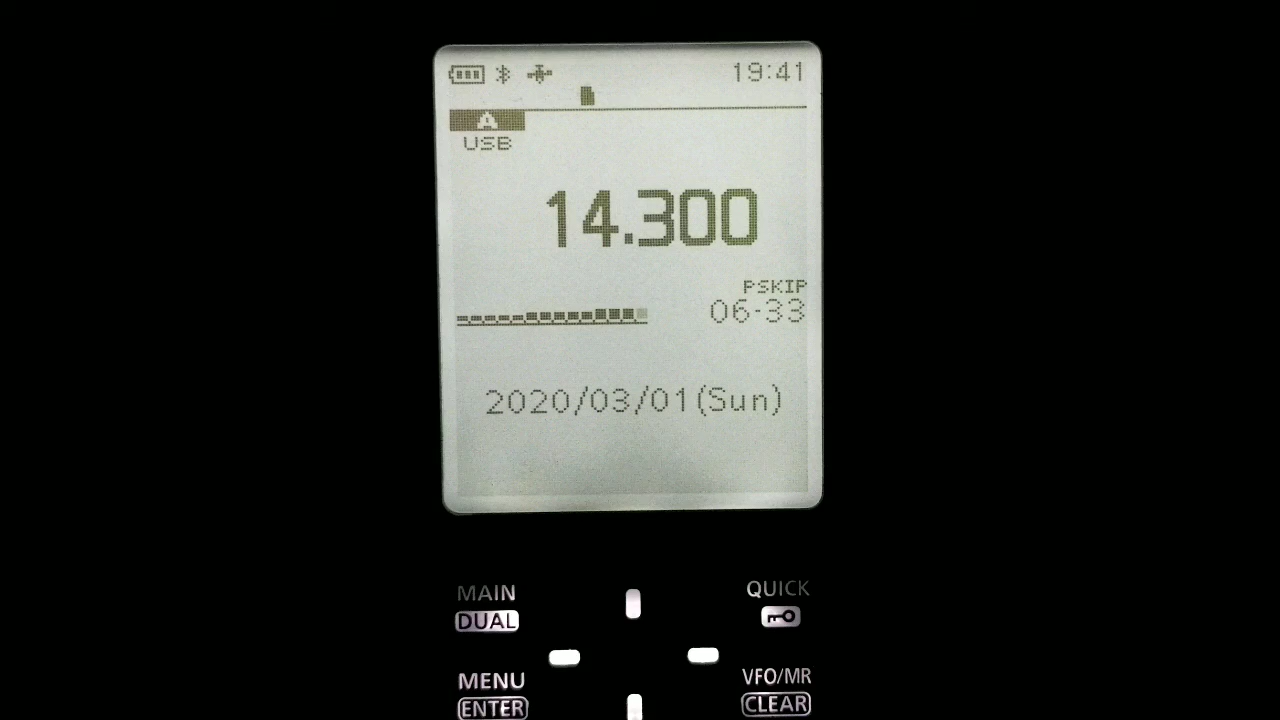 19:41
A
USB
14.300
PSKIP
06-33
2020/03/01(Sun)
MAIN
DUAL
QUICK
MENU
ENTER
VFO/MR
CLEAR